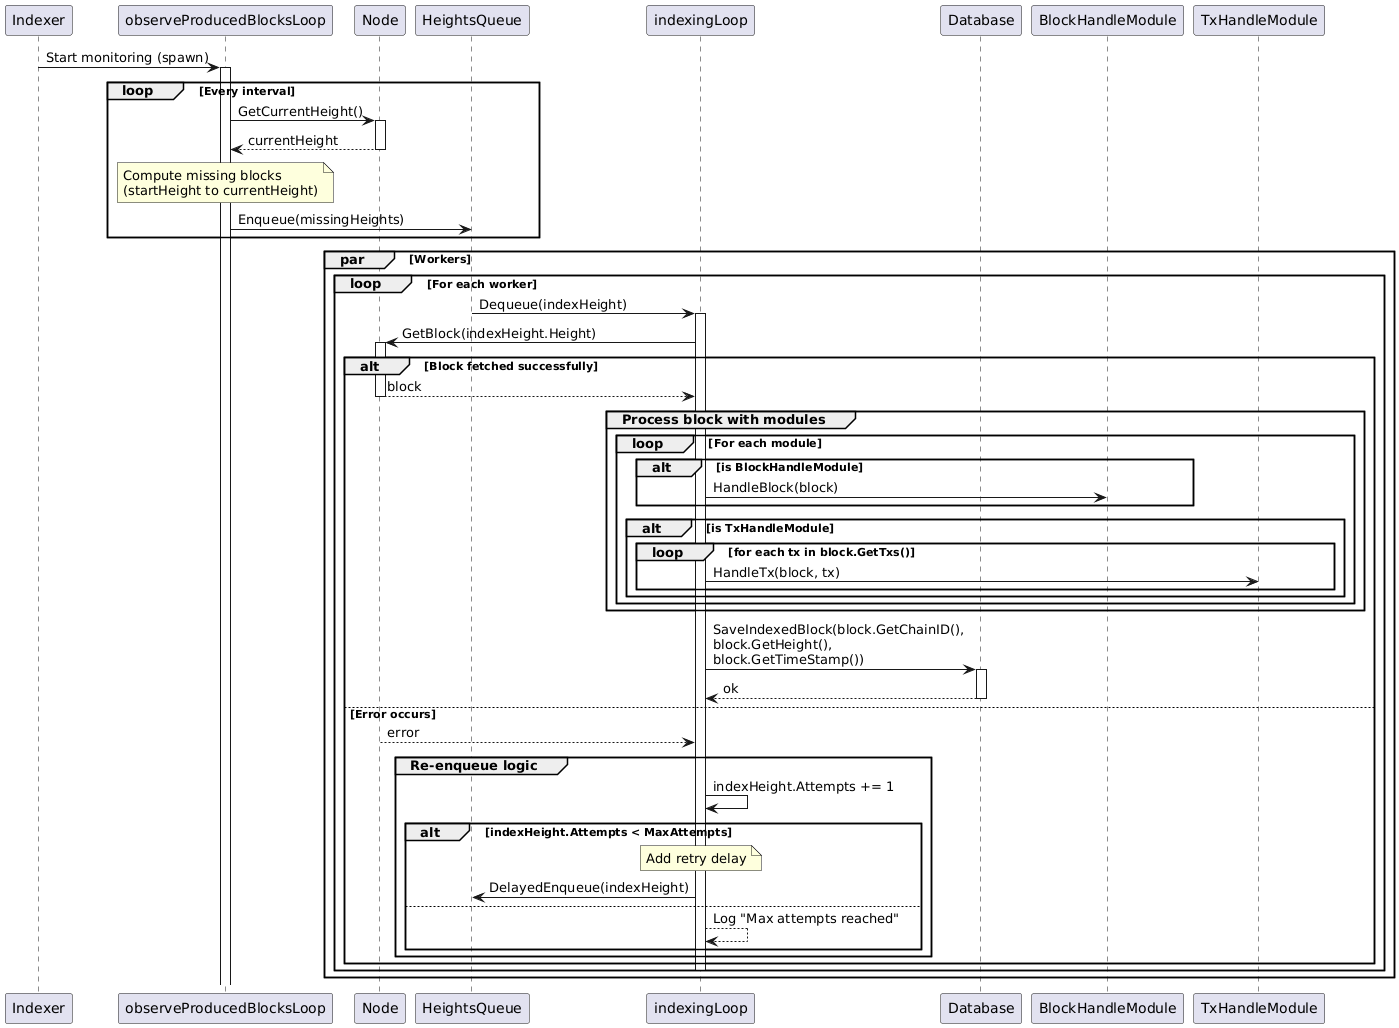 Indexer
observeProducedBlocksLoop
Node
HeightsQueue
indexingLoop
Database
BlockHandleModule
TxHandleModule
Start monitoring (spawn)
loop
[Every interval]
GetCurrentHeight()
currentHeight
Compute missing blocks
(startHeight to currentHeight)
Enqueue(missingHeights)
par
[Workers]
loop
[For each worker]
Dequeue(indexHeight)
GetBlock(indexHeight.Height)
alt
[Block fetched successfully]
block
Process block with modules
loop
[For each module]
alt
[is BlockHandleModule]
HandleBlock(block)
alt
[is TxHandleModule]
loop
[for each tx in block.GetTxs()]
HandleTx(block, tx)
SaveIndexedBlock(block.GetChainID(),
block.GetHeight(),
block.GetTimeStamp())
ok
[Error occurs]
error
Re-enqueue logic
indexHeight.Attempts += 1
alt
[indexHeight.Attempts < MaxAttempts]
Add retry delay
DelayedEnqueue(indexHeight)
Log "Max attempts reached"
Indexer
observeProducedBlocksLoop
Node
HeightsQueue
indexingLoop
Database
BlockHandleModule
TxHandleModule